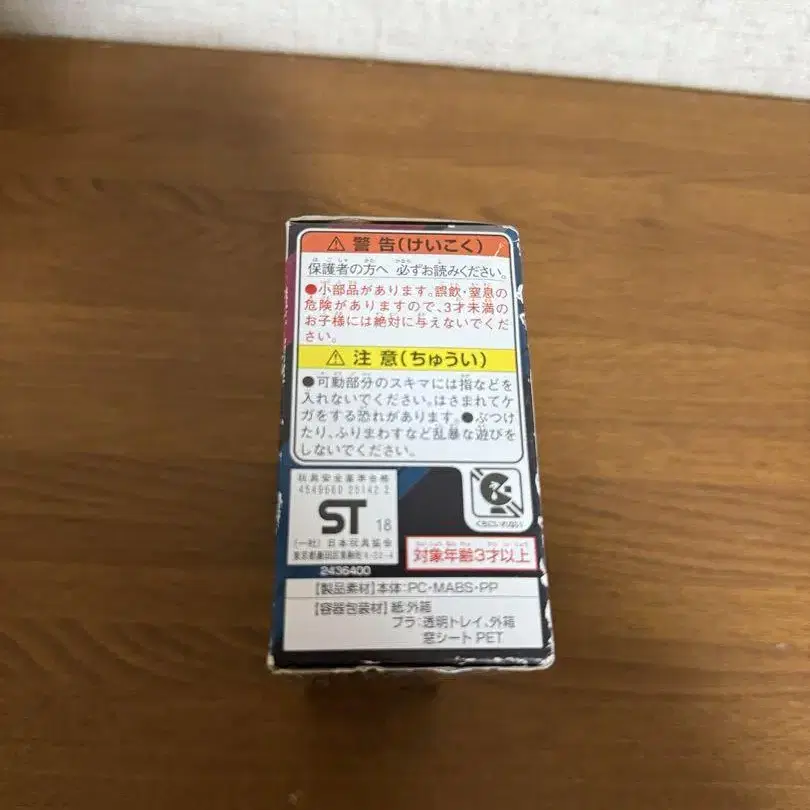 ⚠ 警告(けいこく)
保護者の方へ 必ずお読みください。
●小部品があります。誤飲・窒息の
危険がありますので、3才未満の
お子様には絶対に与えないでくだ
さい。
⚠ 注意(ちゅうい)
●可動部分のスキマには指などを
入れないでください。はさまれてケ
ガをする恐れがあります。●ぶつけ
たり、ふりまわすなど乱暴な遊びを
しないでください。
玩具安全基準合格
ST 18
(一社)日本玩具協会
くちにいれない
対象年齢3才以上
2436400
【製品素材】本体:PC・MABS・PP
【容器包装材】紙:外箱
プラ:透明トレイ、外箱
窓シートPET